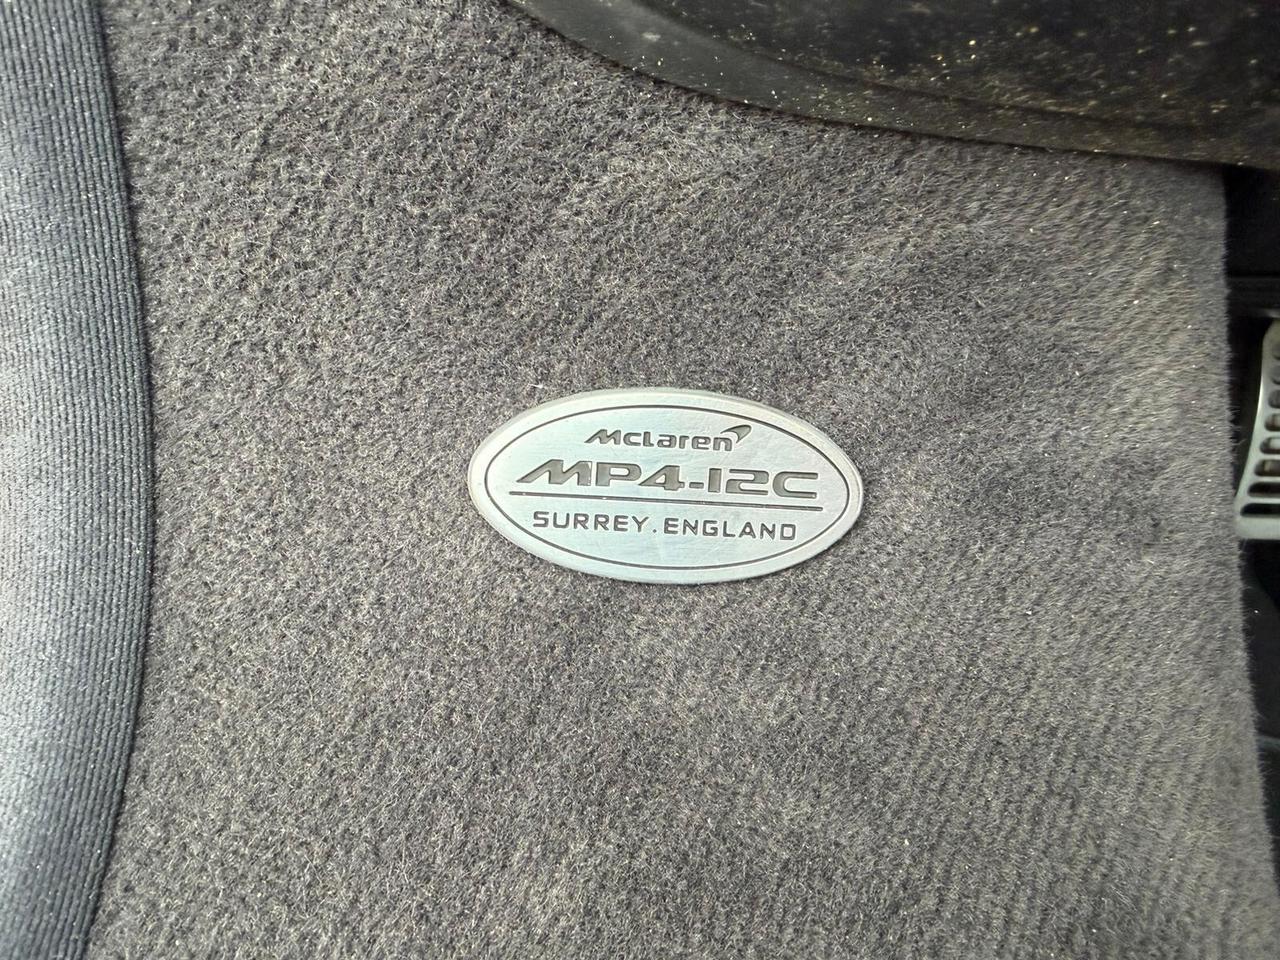 McLaren
MP4-12C
SURREY. ENGLAND